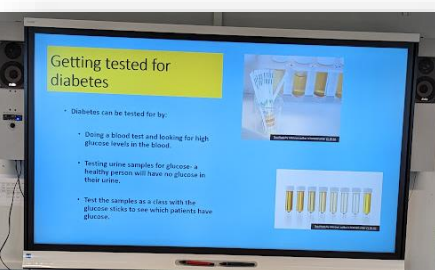 Getting tested for
diabetes
• Diabetes can be tested for by:
• Doing a blood test and looking for high
glucose levels in the blood.
• Testing urine samples for glucose- a
healthy person will have no glucose in
their urine.
• Test the samples as a class with the
glucose sticks to see which patients have
glucose.